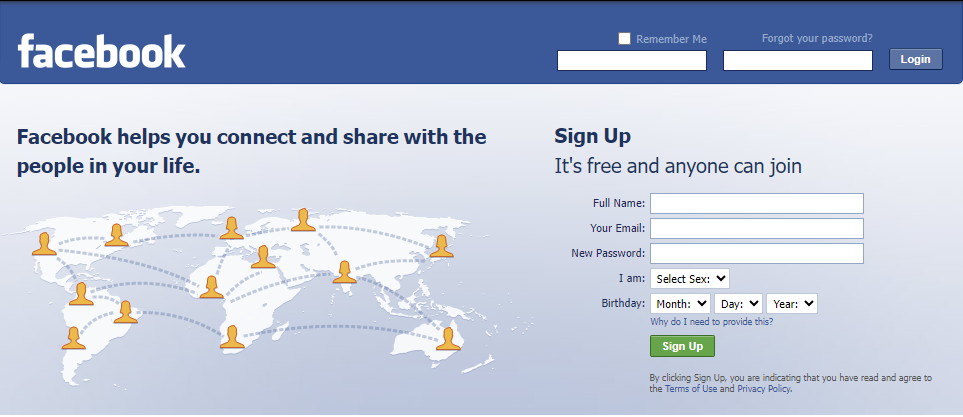 facebook
Remember Me
Forgot your password?
Login
Facebook helps you connect and share with the
people in your life.
Sign Up
It's free and anyone can join
Full Name:
Your Email:
New Password:
I am: Select Sex:
Birthday: Month: Day: Year:
Why do I need to provide this?
Sign Up
By clicking Sign Up, you are indicating that you have read and agree to
the Terms of Use and Privacy Policy.